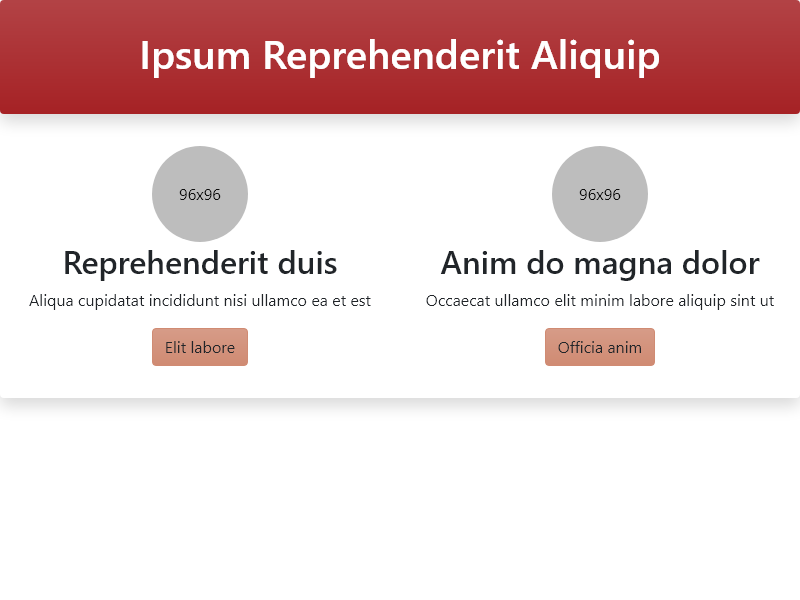 Ipsum Reprehenderit Aliquip
96x96
Reprehenderit duis
Aliqua cupidatat incididunt nisi ullamco ea et est
Elit labore
96x96
Anim do magna dolor
Occaecat ullamco elit minim labore aliquip sint ut
Officia anim